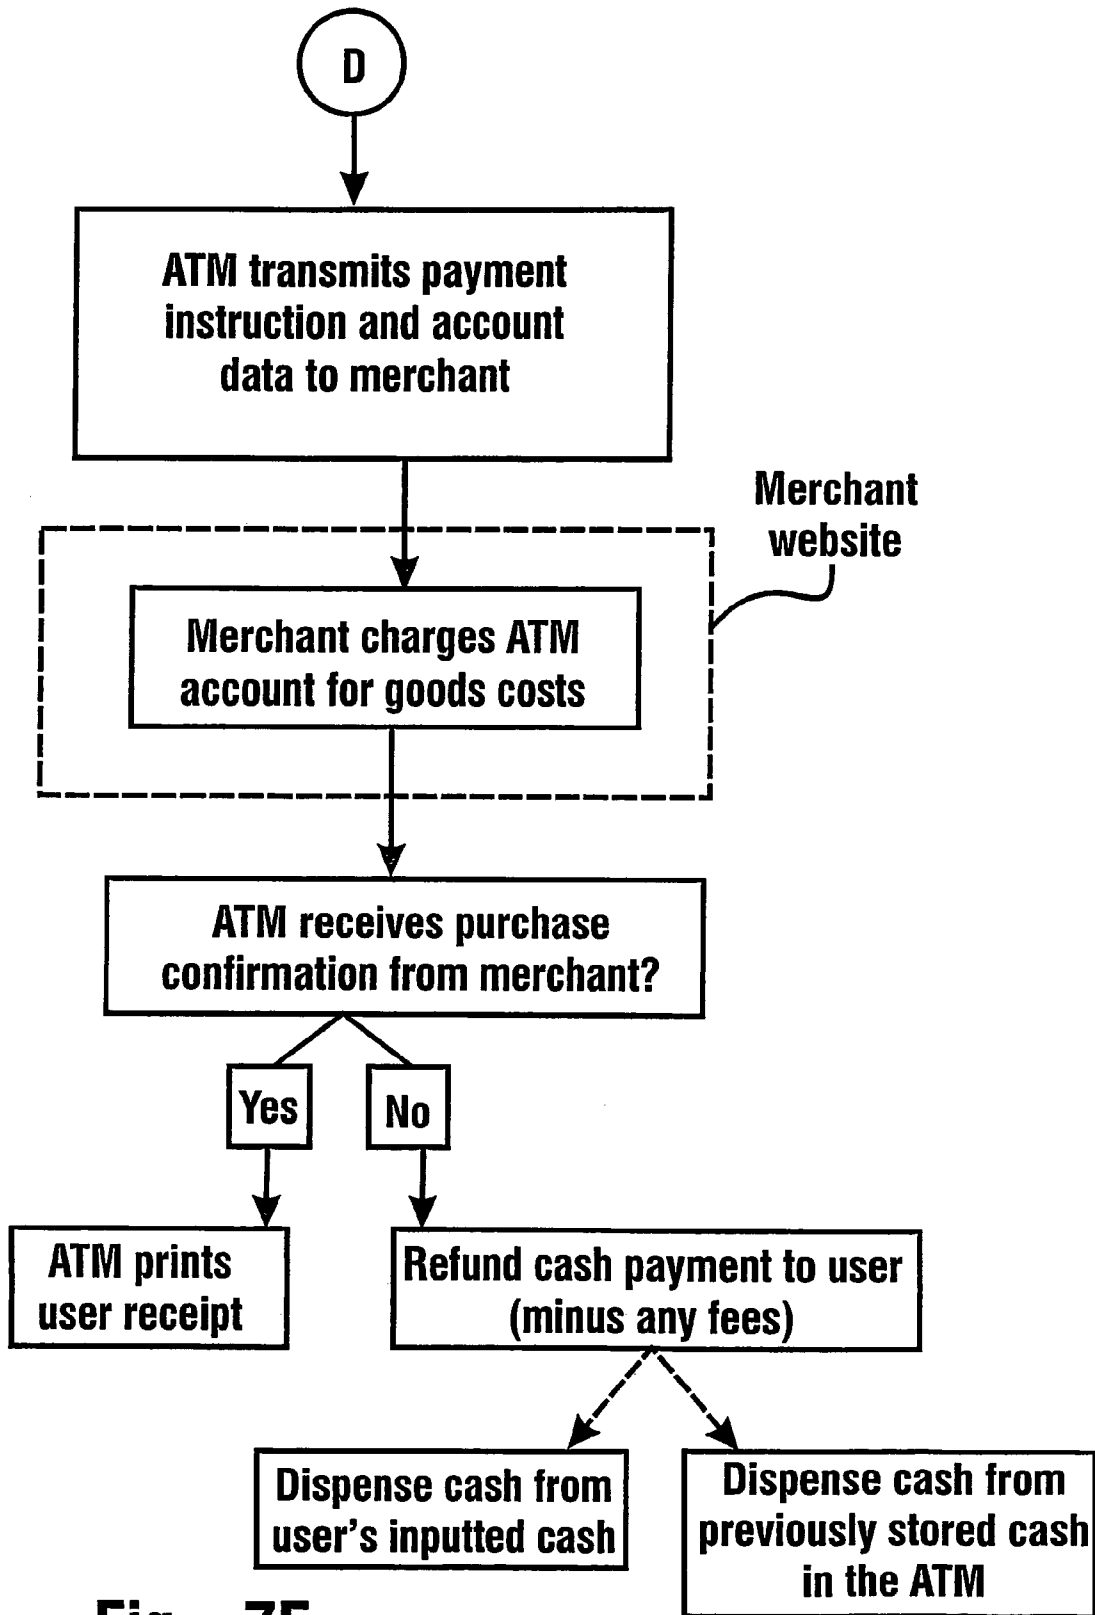 D
ATM transmits payment
instruction and account
data to merchant
Merchant
website
Merchant charges ATM
account for goods costs
ATM receives purchase
confirmation from merchant?
Yes
No
ATM prints
user receipt
Refund cash payment to user
(minus any fees)
Dispense cash from
user's inputted cash
Dispense cash from
previously stored cash
in the ATM